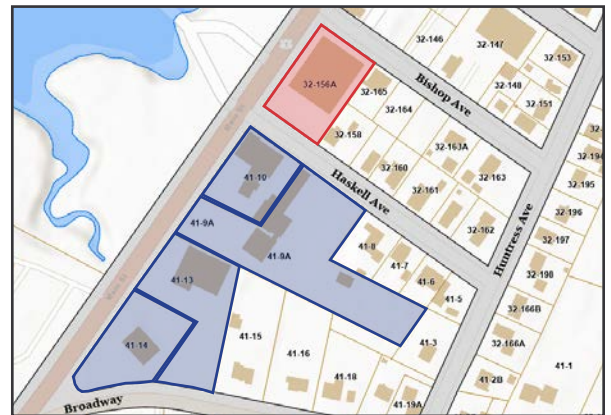 32-146
32-147
32-153
32-156A
Bishop Ave
32-148
32-151
32-165
32-164
32-158
32-163A
32-160
32-163
32-195
41-10
Haskell Ave
32-161
Huntress Ave
32-196
41-9A
32-162
32-197
41-9A
41-8
41-7
32-198
41-13
41-6
41-5
32-166B
41-14
41-15
41-3
32-166A
41-16
41-1
41-18
41-2B
41-19A
Broadway